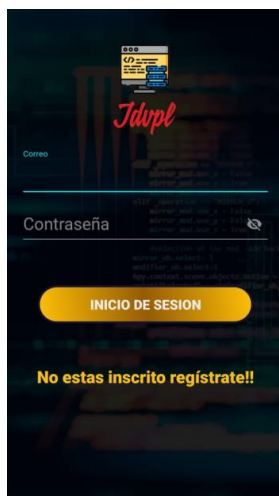 Jdvpl
Correo
Contraseña
INICIO DE SESION
No estas inscrito regístrate!!